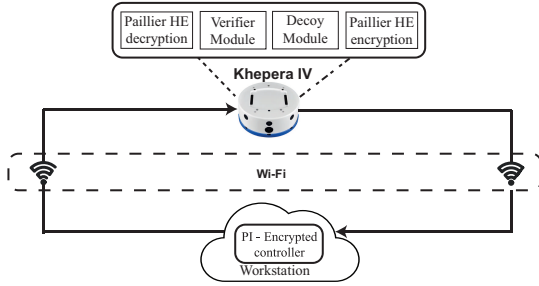 Paillier HE
decryption
Verifier
Module
Decoy
Module
Paillier HE
encryption
Khepera IV
Wi-Fi
PI - Encrypted
controller
Workstation